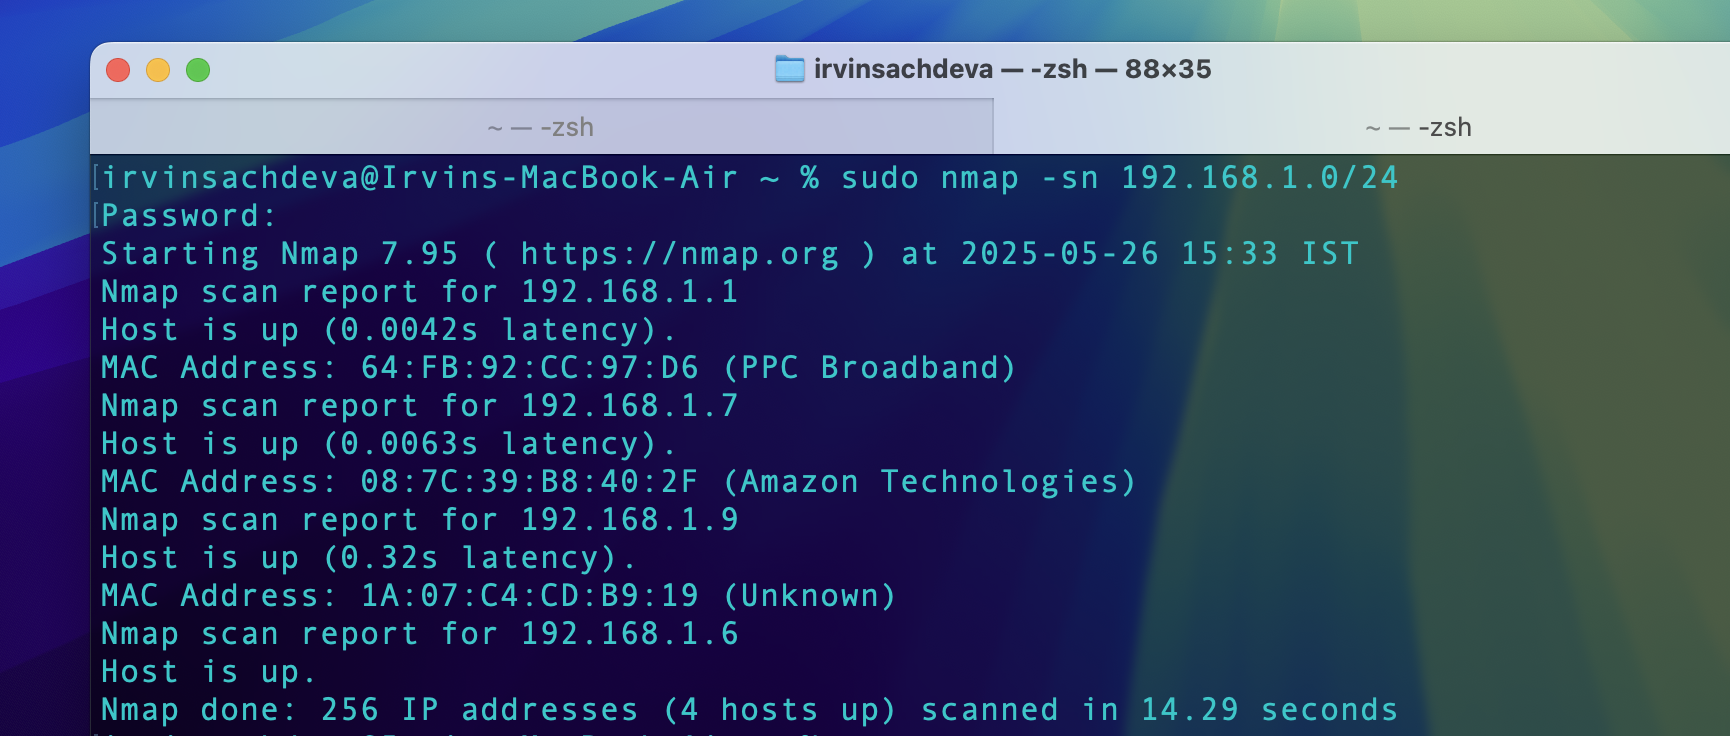 irvinsachdeva — -zsh — 88×35
~ — -zsh
~ — -zsh
[irvinsachdeva@Irvins-MacBook-Air ~ % sudo nmap -sn 192.168.1.0/24
[Password:
Starting Nmap 7.95 ( https://nmap.org ) at 2025-05-26 15:33 IST
Nmap scan report for 192.168.1.1
Host is up (0.0042s latency).
MAC Address: 64:FB:92:CC:97:D6 (PPC Broadband)
Nmap scan report for 192.168.1.7
Host is up (0.0063s latency).
MAC Address: 08:7C:39:B8:40:2F (Amazon Technologies)
Nmap scan report for 192.168.1.9
Host is up (0.32s latency).
MAC Address: 1A:07:C4:CD:B9:19 (Unknown)
Nmap scan report for 192.168.1.6
Host is up.
Nmap done: 256 IP addresses (4 hosts up) scanned in 14.29 seconds